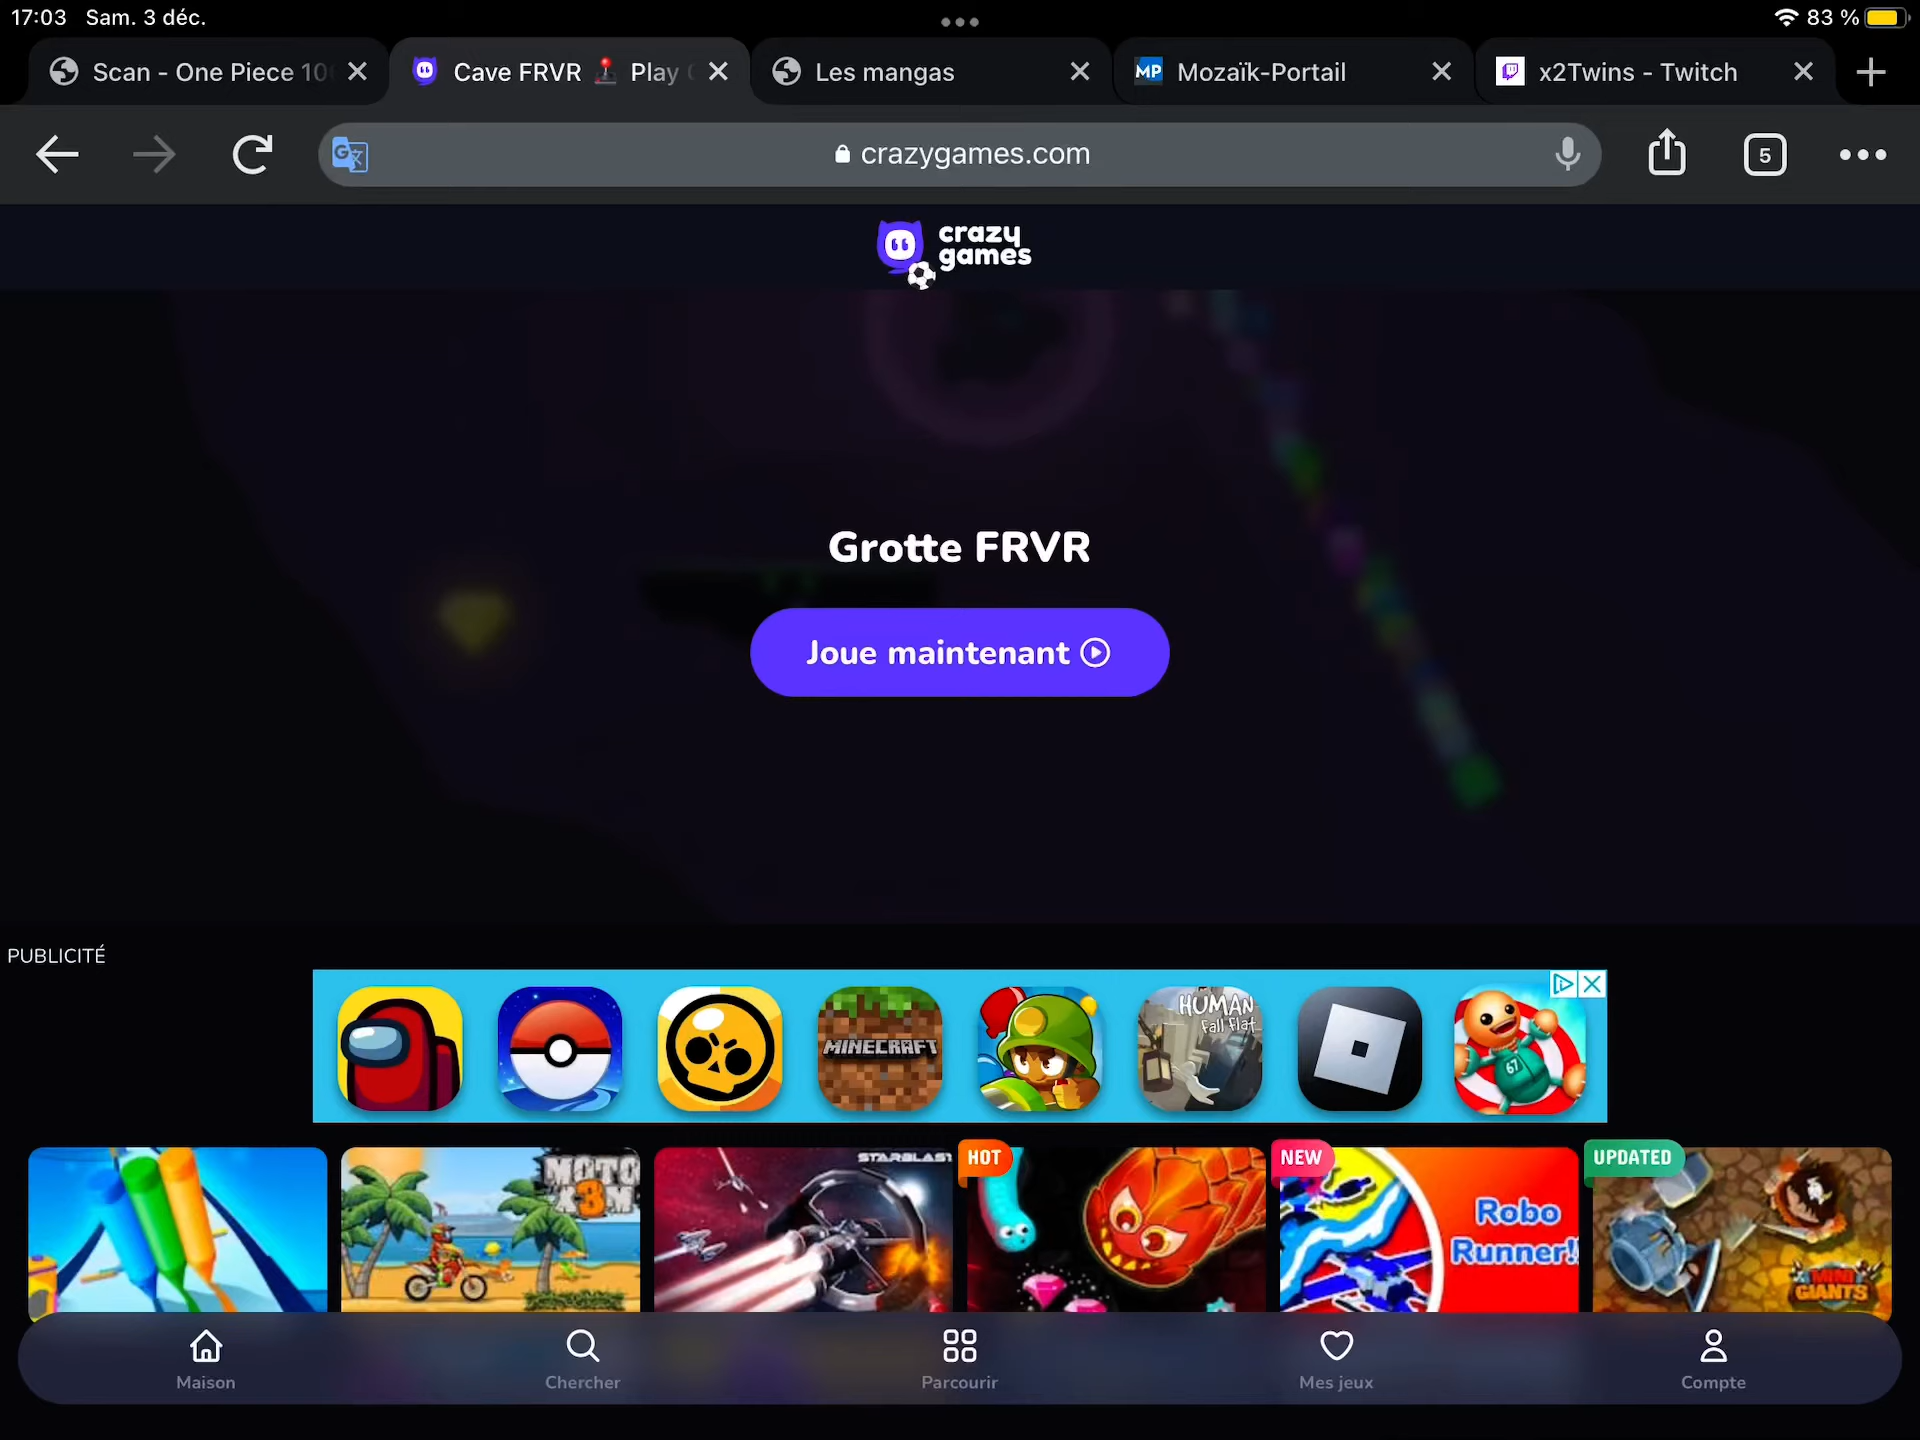 17:03 Sam. 3 déc.
83 %
Scan - One Piece 10
Cave FRVR 🕹️ Play
Les mangas
MP Mozaïk-Portail
x2Twins - Twitch
crazygames.com
5
crazy
games
Grotte FRVR
Joue maintenant
PUBLICITÉ
MINECRAFT
HUMAN
fall flat
67
MOTO
X3M
STARBLAST
HOT
NEW
Robo
Runner!
UPDATED
MINI
GIANTS
Maison
Chercher
Parcourir
Mes jeux
Compte